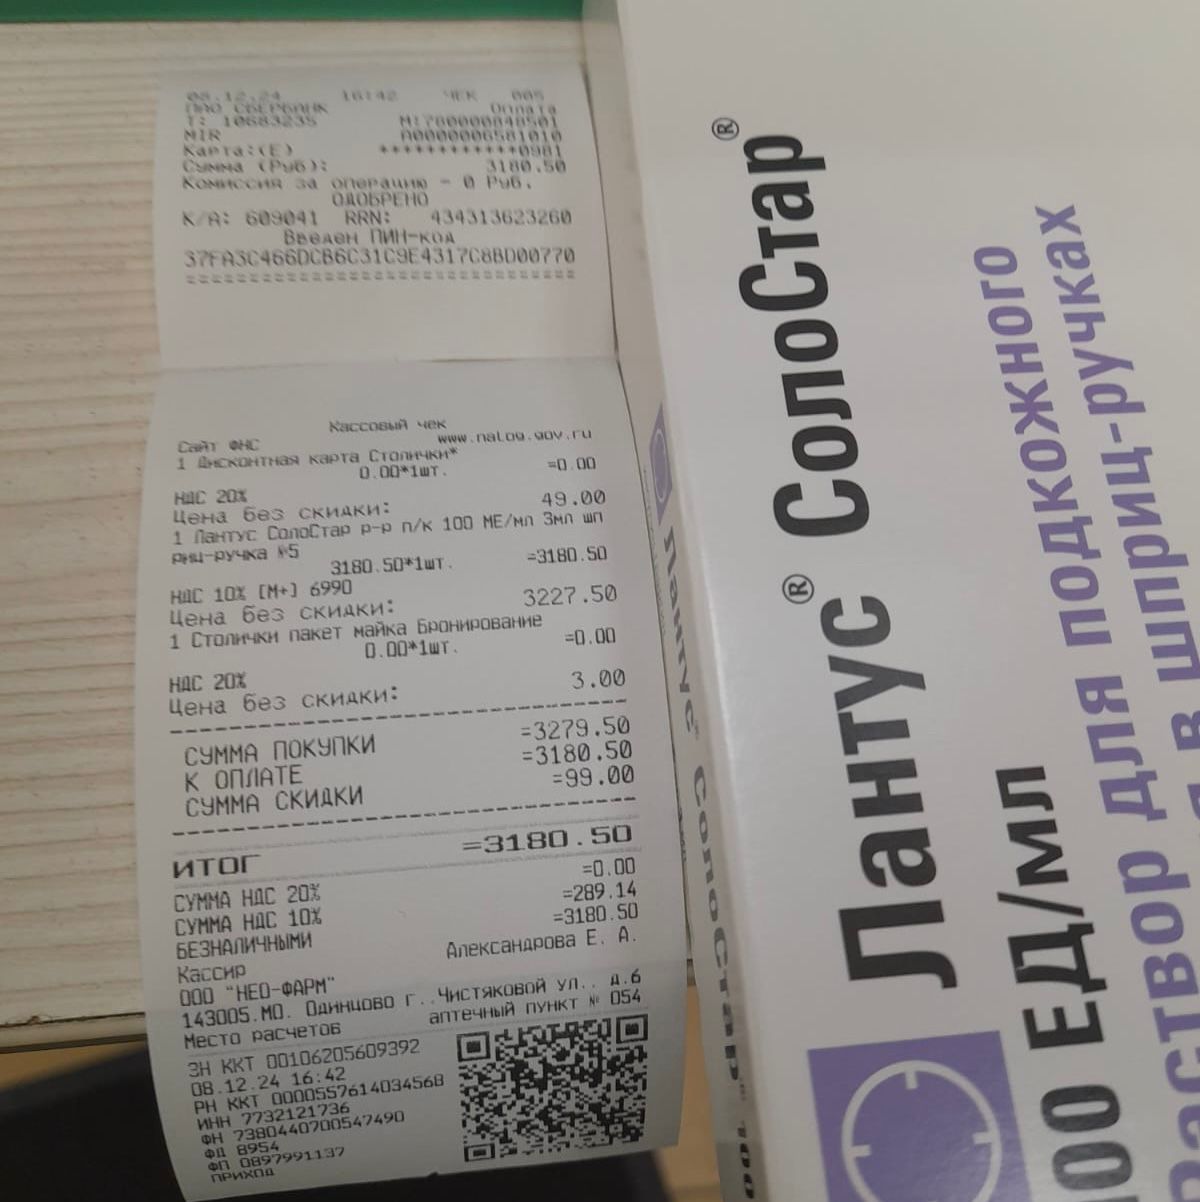 08.12.24 16:42 ЧЕК 005
ПАО СБЕРБАНК Оплата
Т: 10683235 М:760000848501
MIR A0000006581010
Карта:(E) ************0981
Сумма (Руб): 3180.50
Комиссия за операцию - 0 Руб.
ОДОБРЕНО
К/А: 609041 RRN: 434313623260
Введен ПИН-код
37FA3C466DCB6C31C9E4317C8BD00770
================================
Кассовый чек
Сайт ФНС www.nalog.gov.ru
1 Дисконтная карта Столички*
0.00*1шт. =0.00
НДС 20%
Цена без скидки: 49.00
1 Лантус СолоСтар р-р п/к 100 МЕ/мл 3мл шп
риц-ручка №5
3180.50*1шт. =3180.50
НДС 10% [М+] 6990
Цена без скидки: 3227.50
1 Столички пакет майка Бронирование
0.00*1шт. =0.00
НДС 20%
Цена без скидки: 3.00
СУММА ПОКУПКИ =3279.50
К ОПЛАТЕ =3180.50
СУММА СКИДКИ =99.00
ИТОГ =3180.50
СУММА НДС 20% =0.00
СУММА НДС 10% =289.14
БЕЗНАЛИЧНЫМИ =3180.50
Кассир Александрова Е. А.
ООО "НЕО-ФАРМ"
143005.МО. Одинцово г..Чистяковой ул.. д.6
Место расчетов аптечный пункт № 054
ЗН ККТ 00106205609392
08.12.24 16:42
РН ККТ 0000557614034568
ИНН 7732121736
ФН 7380440700547490
ФД 8954
ФП 0897991137
ПРИХОД
Лантус® СолоСтар®
100 ЕД/мл
раствор для подкожного
в шприц-ручках
Лантус® СолоСтар®